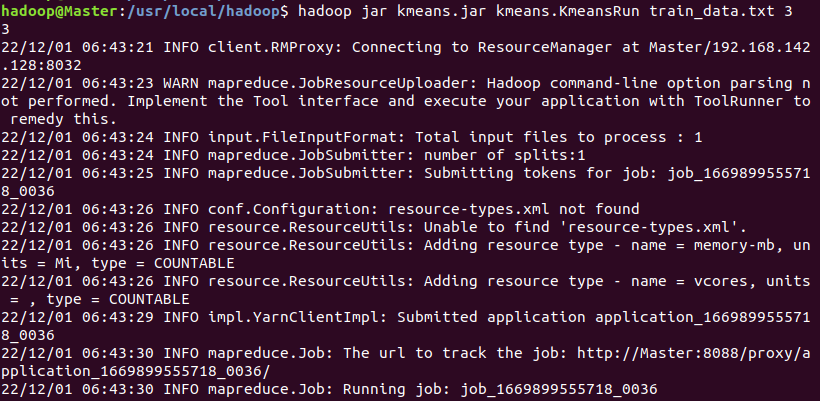 hadoop@Master:/usr/local/hadoop$ hadoop jar kmeans.jar kmeans.KmeansRun train_data.txt 3
3
22/12/01 06:43:21 INFO client.RMProxy: Connecting to ResourceManager at Master/192.168.142
.128:8032
22/12/01 06:43:23 WARN mapreduce.JobResourceUploader: Hadoop command-line option parsing n
ot performed. Implement the Tool interface and execute your application with ToolRunner to
 remedy this.
22/12/01 06:43:24 INFO input.FileInputFormat: Total input files to process : 1
22/12/01 06:43:24 INFO mapreduce.JobSubmitter: number of splits:1
22/12/01 06:43:25 INFO mapreduce.JobSubmitter: Submitting tokens for job: job_166989955571
8_0036
22/12/01 06:43:26 INFO conf.Configuration: resource-types.xml not found
22/12/01 06:43:26 INFO resource.ResourceUtils: Unable to find 'resource-types.xml'.
22/12/01 06:43:26 INFO resource.ResourceUtils: Adding resource type - name = memory-mb, un
its = Mi, type = COUNTABLE
22/12/01 06:43:26 INFO resource.ResourceUtils: Adding resource type - name = vcores, units
 = , type = COUNTABLE
22/12/01 06:43:29 INFO impl.YarnClientImpl: Submitted application application_166989955571
8_0036
22/12/01 06:43:30 INFO mapreduce.Job: The url to track the job: http://Master:8088/proxy/a
pplication_1669899555718_0036/
22/12/01 06:43:30 INFO mapreduce.Job: Running job: job_1669899555718_0036